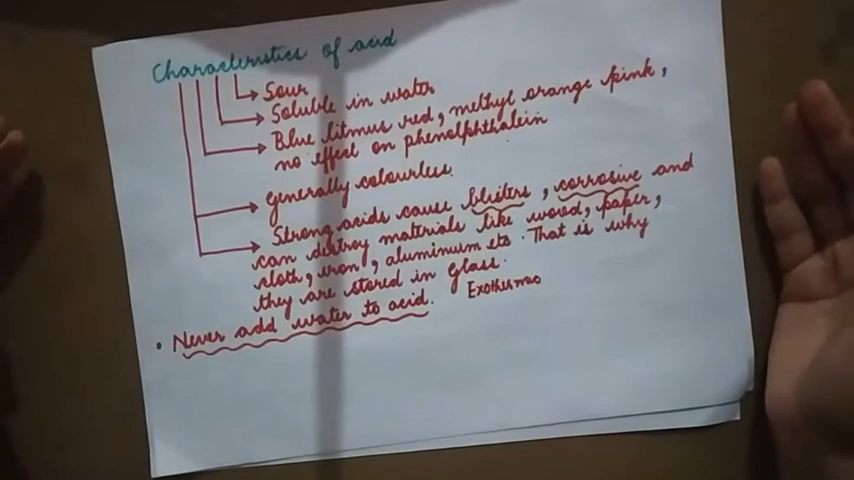 Characteristics of acid
Sour
Soluble in water
Blue litmus red, methyl orange pink,
no effect on phenolphthalein
generally colourless.
Strong acids cause blisters, corrosive and
can destroy materials like wood, paper,
cloth, iron, aluminium etc. That is why
they are stored in glass.
• Never add water to acid. Exothermic